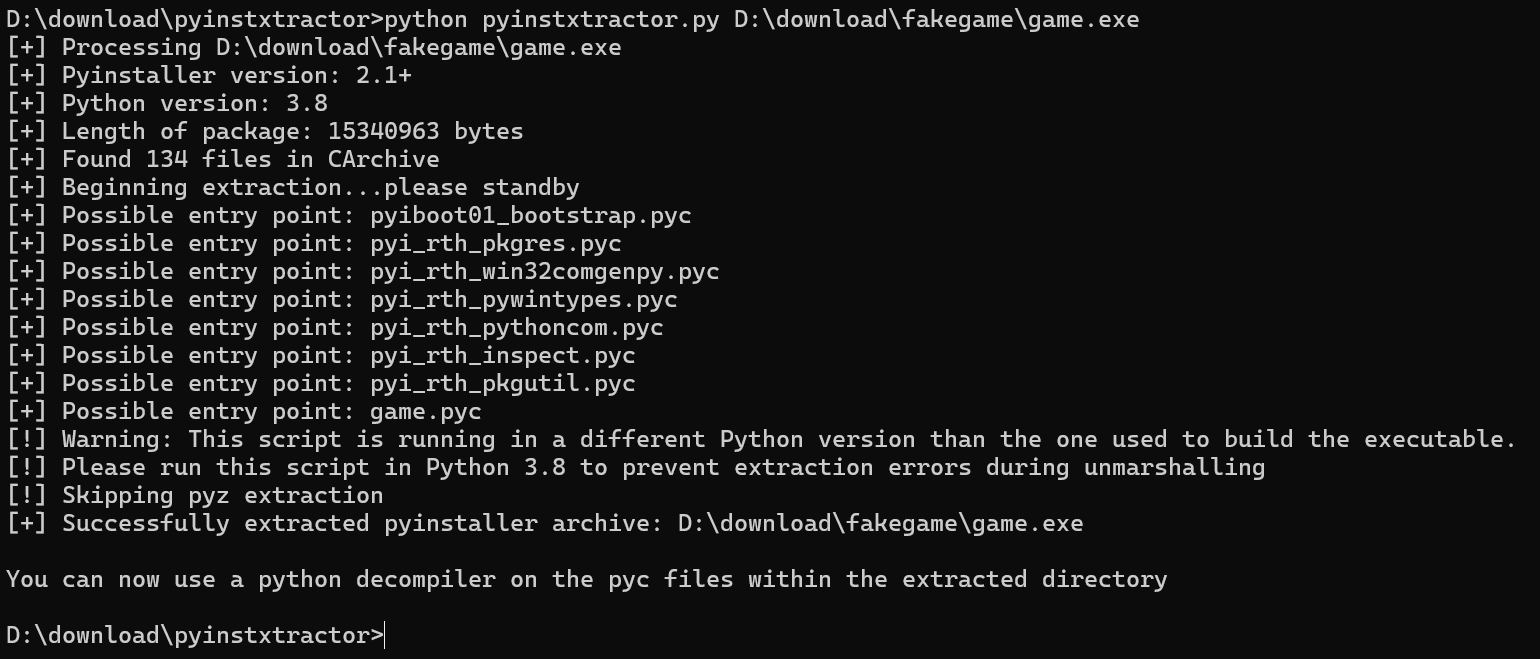 D:\download\pyinstxtractor>python pyinstxtractor.py D:\download\fakegame\game.exe
[+] Processing D:\download\fakegame\game.exe
[+] Pyinstaller version: 2.1+
[+] Python version: 3.8
[+] Length of package: 15340963 bytes
[+] Found 134 files in CArchive
[+] Beginning extraction...please standby
[+] Possible entry point: pyiboot01_bootstrap.pyc
[+] Possible entry point: pyi_rth_pkgres.pyc
[+] Possible entry point: pyi_rth_win32comgenpy.pyc
[+] Possible entry point: pyi_rth_pywintypes.pyc
[+] Possible entry point: pyi_rth_pythoncom.pyc
[+] Possible entry point: pyi_rth_inspect.pyc
[+] Possible entry point: pyi_rth_pkgutil.pyc
[+] Possible entry point: game.pyc
[!] Warning: This script is running in a different Python version than the one used to build the executable.
[!] Please run this script in Python 3.8 to prevent extraction errors during unmarshalling
[!] Skipping pyz extraction
[+] Successfully extracted pyinstaller archive: D:\download\fakegame\game.exe
You can now use a python decompiler on the pyc files within the extracted directory
D:\download\pyinstxtractor>